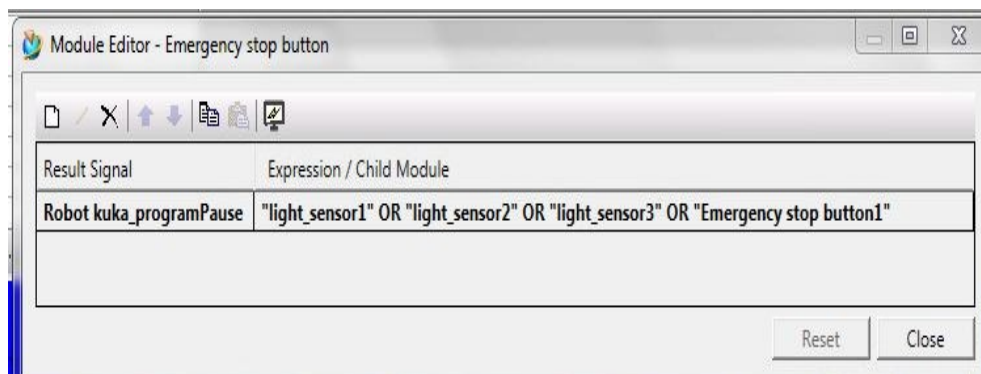 Module Editor - Emergency stop button
Result Signal Expression / Child Module
Robot kuka_programPause "light_sensor1" OR "light_sensor2" OR "light_sensor3" OR "Emergency stop button1"
Reset Close